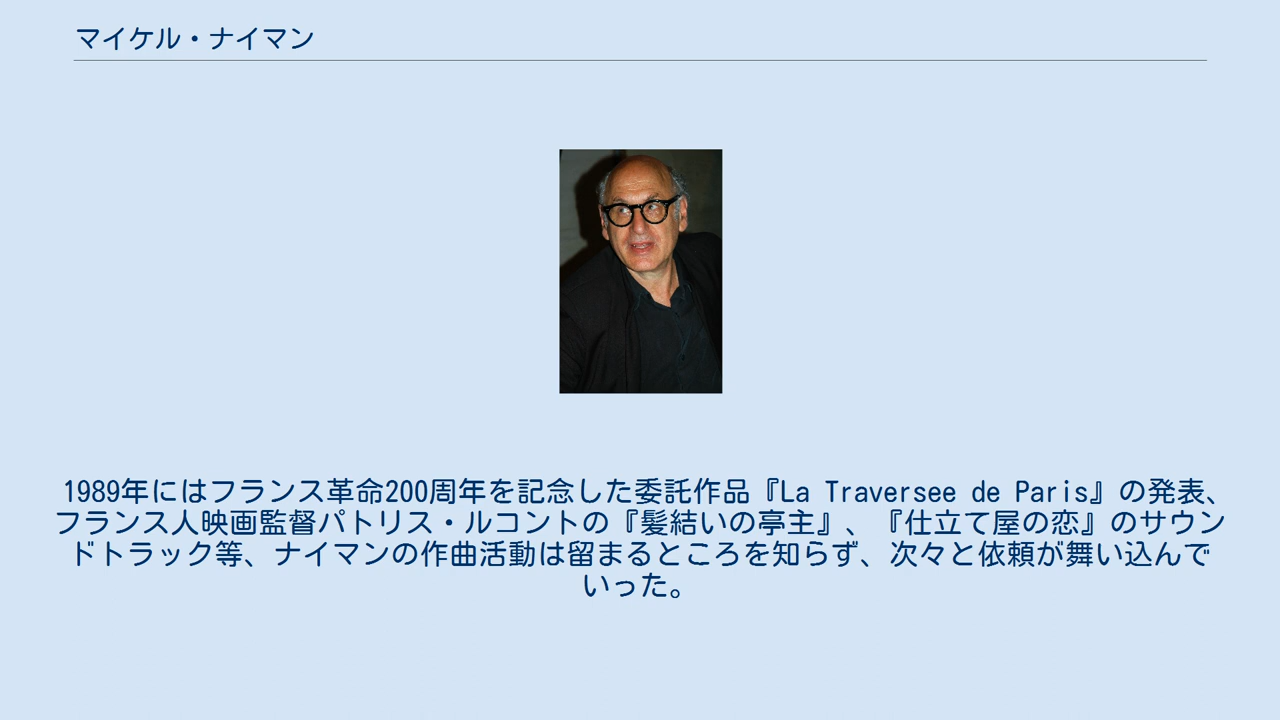 マイケル・ナイマン
1989年にはフランス革命200周年を記念した委託作品『La Traversee de Paris』の発表、
フランス人映画監督パトリス・ルコントの『髪結いの亭主』、『仕立て屋の恋』のサウン
ドトラック等、ナイマンの作曲活動は留まるところを知らず、次々と依頼が舞い込んで
いった。